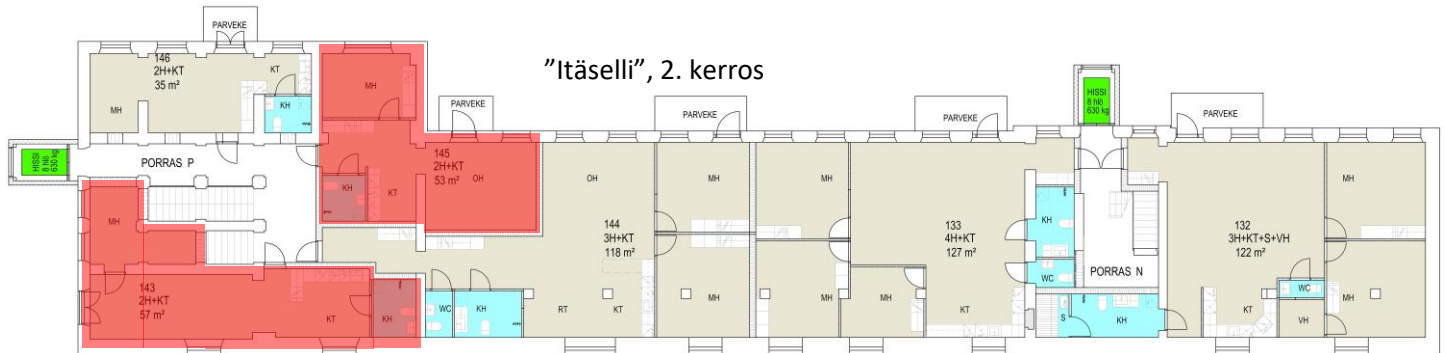 "Itäselli", 2. kerros
PARVEKE
146
2H+KT
35 m²
KT
MH
KH
HISSI
8 hlö
630 kg
PORRAS P
MH
143
2H+KT
57 m²
KT
KH
MH
145
2H+KT
53 m²
OH
KH
KT
PARVEKE
OH
144
3H+KT
118 m²
WC
KH
RT
KT
PARVEKE
MH
MH
MH
MH
MH
PARVEKE
133
4H+KT
127 m²
KT
KH
WC
HISSI
8 hlö
630 kg
PORRAS N
S
KH
PARVEKE
132
3H+KT+S+VH
122 m²
WC
VH
KT
MH
MH